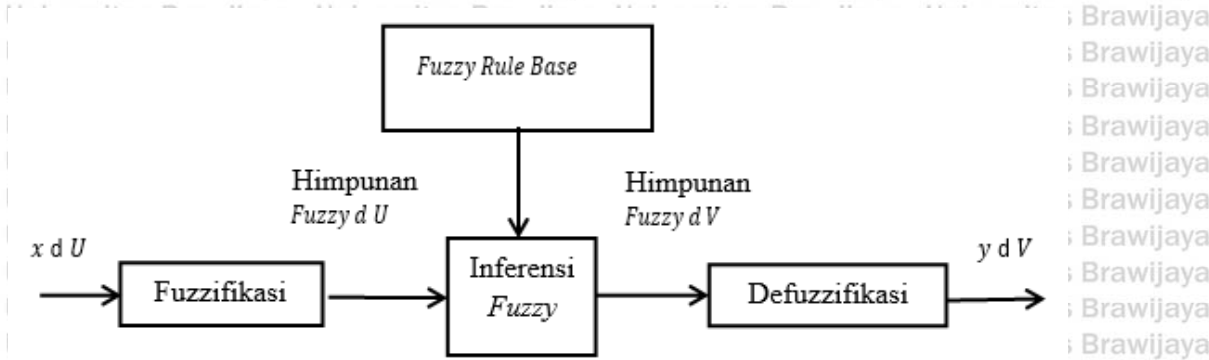 s Brawijaya
s Brawijaya
s Brawijaya
s Brawijaya
s Brawijaya
s Brawijaya
s Brawijaya
s Brawijaya
s Brawijaya
s Brawijaya
Fuzzy Rule Base
Himpunan
Fuzzy d U
Himpunan
Fuzzy d V
x d U
Fuzzifikasi
Inferensi
Fuzzy
Defuzzifikasi
y d V